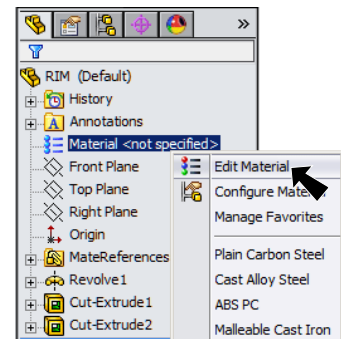 »
RIM (Default)
History
Annotations
Material <not specified>
Front Plane
Top Plane
Right Plane
Origin
MateReferences
Revolve1
Cut-Extrude1
Cut-Extrude2
Edit Material
Configure
Manage Favorites
Plain Carbon Steel
Cast Alloy Steel
ABS PC
Malleable Cast Iron